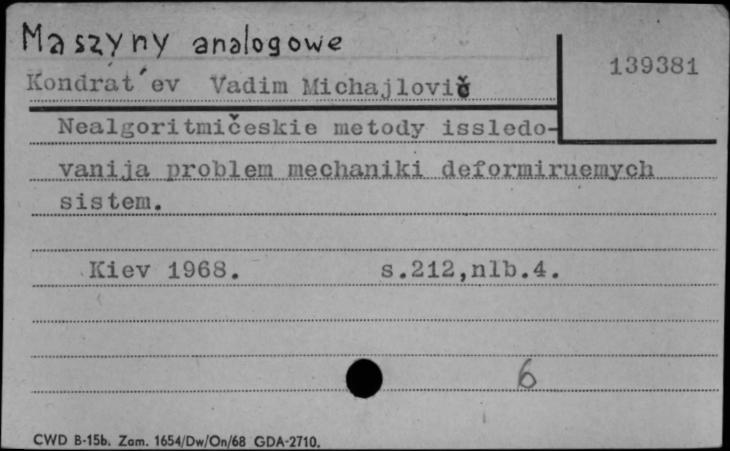 Maszyny analogowe
139381
Kondrat'ev Vadim Michajlovič
Nealgoritmičeskie metody issledo-
vanija problem mechaniki deformiruemych
sistem.
Kiev 1968. s.212,nlb.4.
6
CWD B-15b. Zam. 1654/Dw/On/68 GDA-2710.